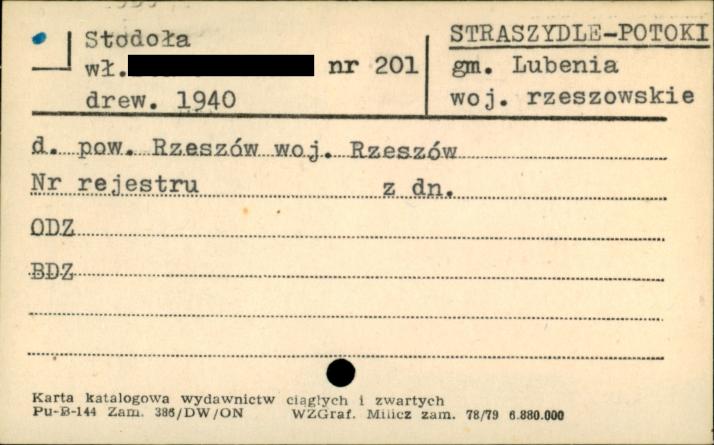 Stodoła
wł. nr 201
drew. 1940
STRASZYDLE-POTOKI
gm. Lubenia
woj. rzeszowskie
d. pow. Rzeszów woj. Rzeszów
Nr rejestru z dn.
ODZ
BDZ
Karta katalogowa wydawnictw ciągłych i zwartych
Pu-B-144 Zam. 386/DW/ON WZGraf. Milicz zam. 78/79 6.880.000